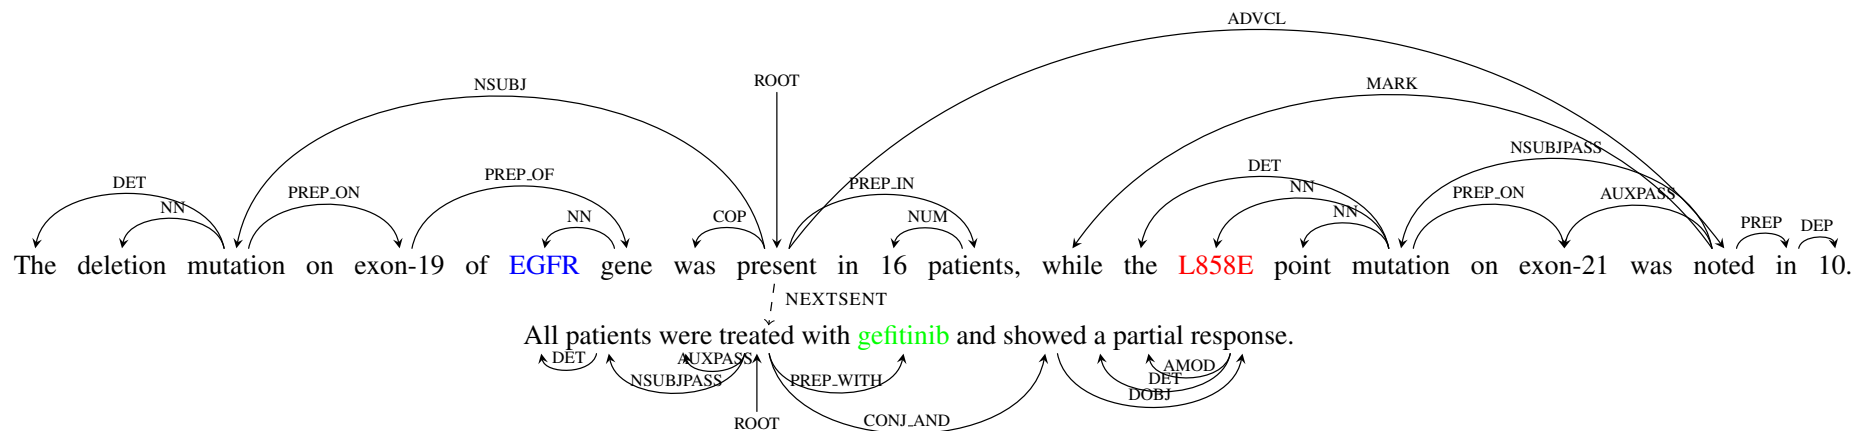 ADVCL
NSUBJ ROOT MARK
NSUBJPASS
DET PREP_ON PREP_OF PREP_IN DET
NN NN COP NUM NN NN PREP_ON AUXPASS PREP DEP
The deletion mutation on exon-19 of EGFR gene was present in 16 patients, while the L858E point mutation on exon-21 was noted in 10.
NEXTSENT
All patients were treated with gefitinib and showed a partial response.
DET AUXPASS AMOD
NSUBJPASS PREP_WITH DET
DOBJ
ROOT CONJ_AND